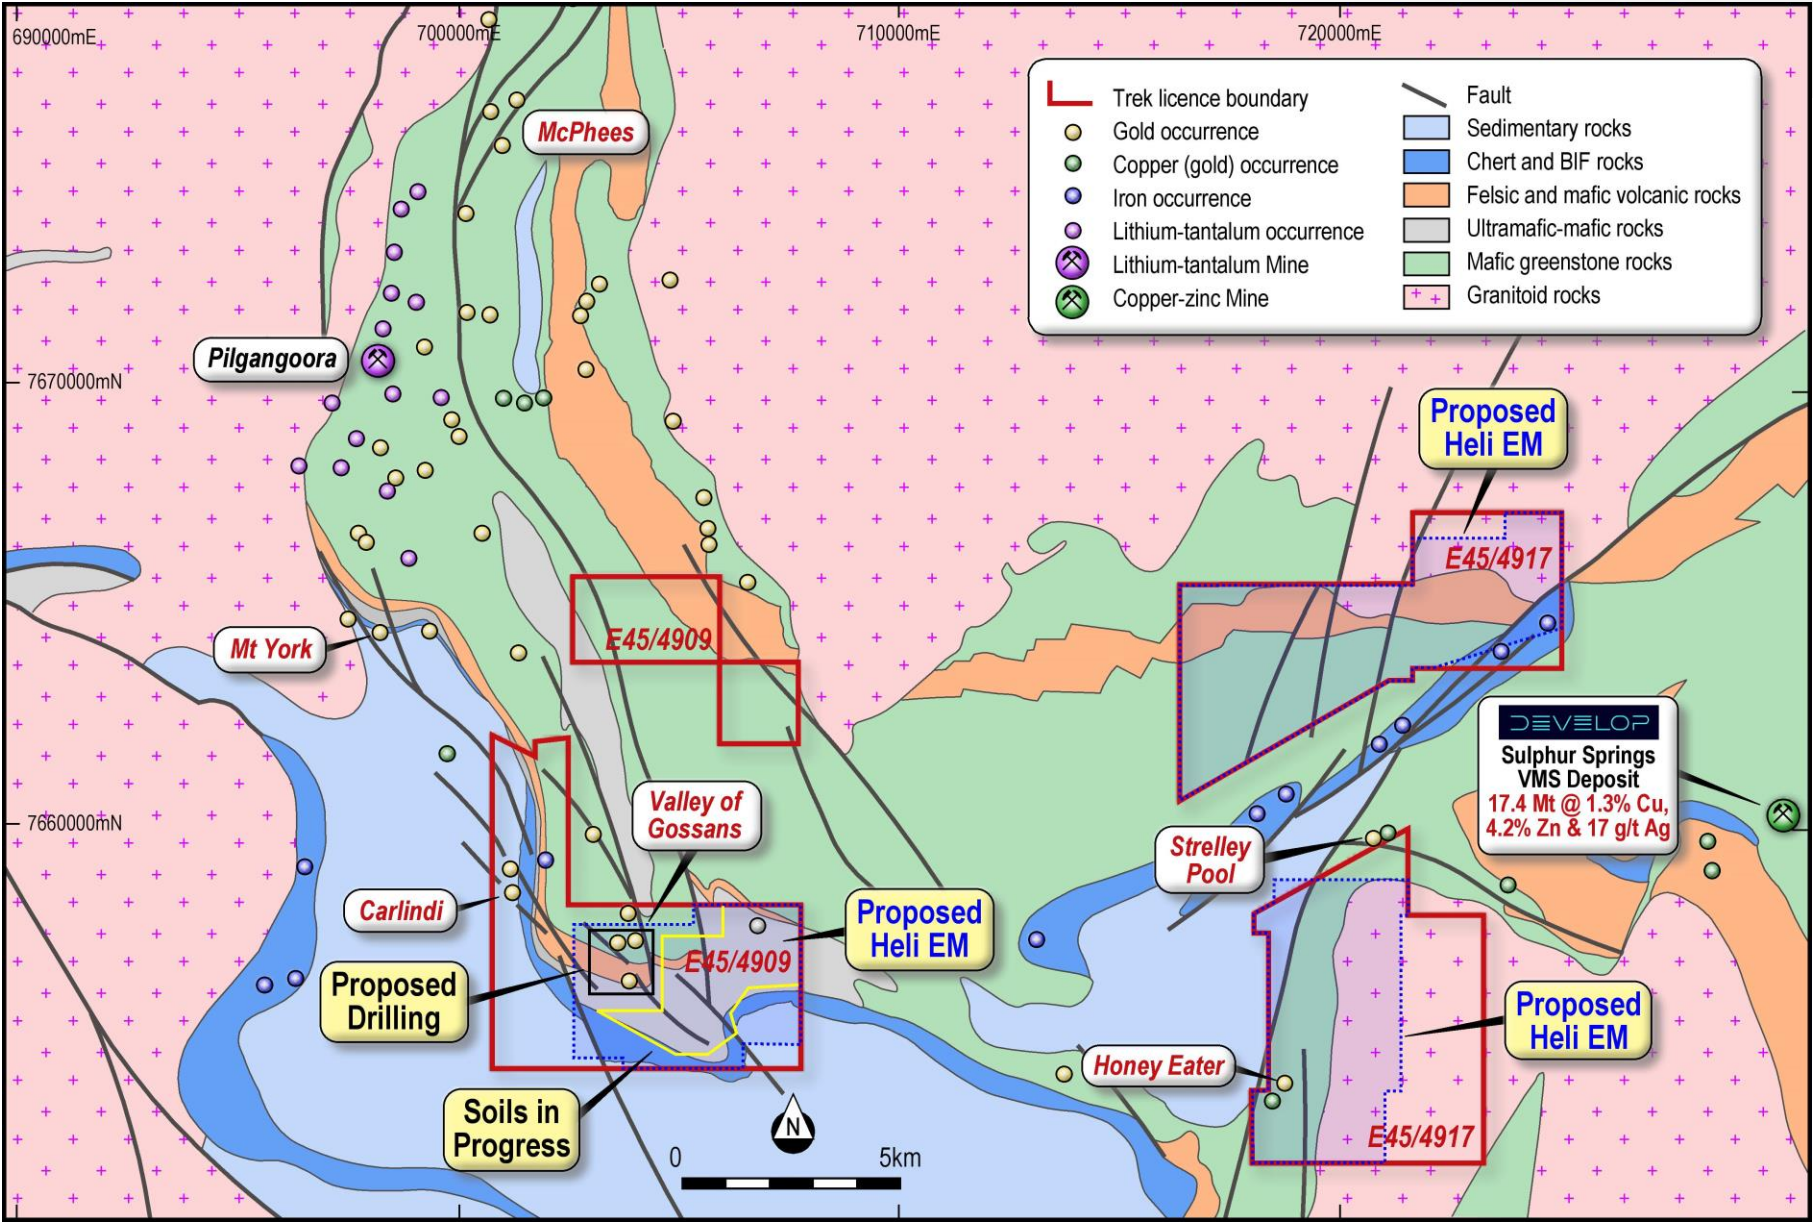 690000mE
700000mE
710000mE
720000mE
Trek licence boundary
Gold occurrence
Copper (gold) occurrence
Iron occurrence
Lithium-tantalum occurrence
Lithium-tantalum Mine
Copper-zinc Mine
Fault
Sedimentary rocks
Chert and BIF rocks
Felsic and mafic volcanic rocks
Ultramafic-mafic rocks
Mafic greenstone rocks
Granitoid rocks
McPhees
Pilgangoora
7670000mN
Proposed
Heli EM
E45/4917
E45/4909
Mt York
DEVELOP
Sulphur Springs
VMS Deposit
17.4 Mt @ 1.3% Cu,
4.2% Zn & 17 g/t Ag
Valley of
Gossans
7660000mN
Strelley
Pool
Carlindi
Proposed
Heli EM
E45/4909
Proposed
Drilling
Proposed
Heli EM
Honey Eater
Soils in
Progress
N
E45/4917
0
5km